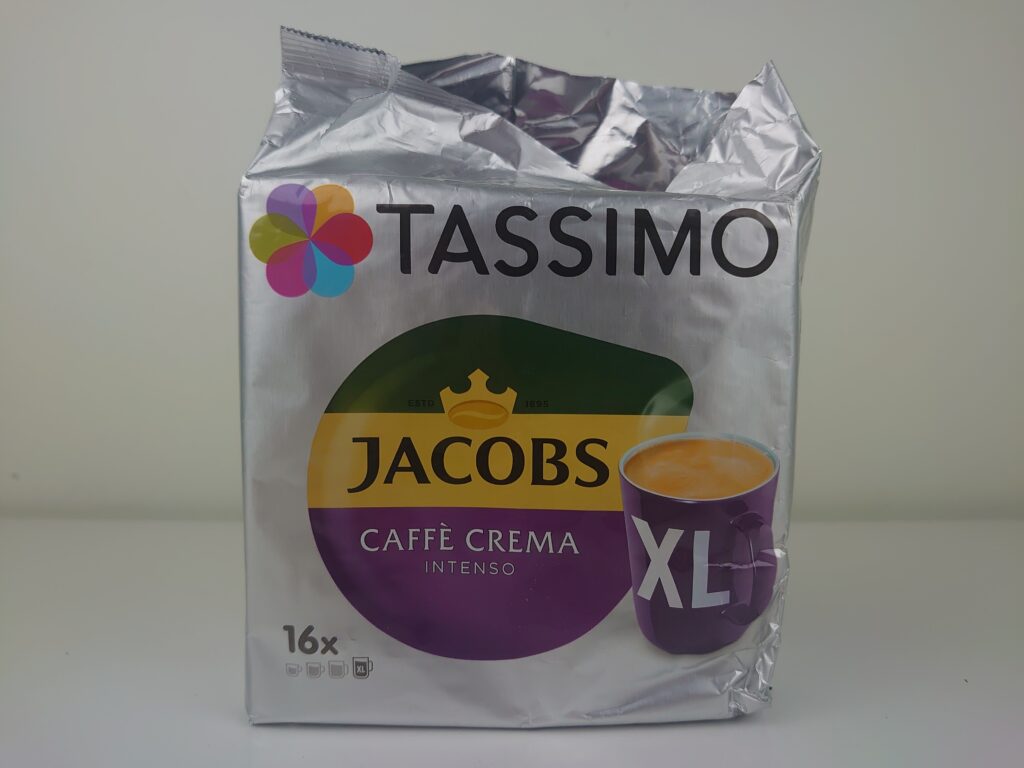 TASSIMO
ESTD 1895
JACOBS
CAFFÈ CREMA
INTENSO
XL
16x
XL